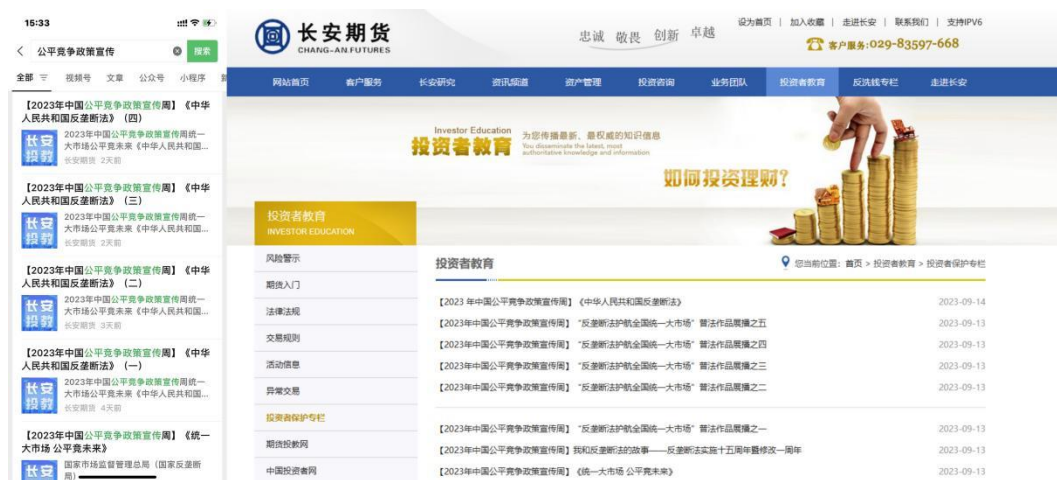 15:33
公平竞争政策宣传
搜索
全部
视频号
文章
公众号
小程序
【2023年中国公平竞争政策宣传周】《中华
人民共和国反垄断法》（四）
长安
投教
2023年中国公平竞争政策宣传周统一
大市场公平竞未来《中华人民共和国...
长安期货 2天前
【2023年中国公平竞争政策宣传周】《中华
人民共和国反垄断法》（三）
长安
投教
2023年中国公平竞争政策宣传周统一
大市场公平竞未来《中华人民共和国...
长安期货 2天前
【2023年中国公平竞争政策宣传周】《中华
人民共和国反垄断法》（二）
长安
投教
2023年中国公平竞争政策宣传周统一
大市场公平竞未来《中华人民共和国...
长安期货 3天前
【2023年中国公平竞争政策宣传周】《中华
人民共和国反垄断法》（一）
长安
投教
2023年中国公平竞争政策宣传周统一
大市场公平竞未来《中华人民共和国...
长安期货 4天前
【2023年中国公平竞争政策宣传周】《统一
大市场 公平竞未来》
长安
国家市场监督管理总局（国家反垄断
局）
长安期货
CHANG-AN FUTURES
忠诚 敬畏 创新 卓越
设为首页 | 加入收藏 | 走进长安 | 联系我们 | 支持IPV6
客户服务:029-83597-668
网站首页
客户服务
长安研究
资讯频道
资产管理
投资咨询
业务团队
投资者教育
反洗钱专栏
走进长安
Investor Education
投资者教育
为您传播最新、最权威的知识信息
You disseminate the latest, most
authoritative knowledge and information
如何投资理财?
投资者教育
INVESTOR EDUCATION
风险警示
期货入门
法律法规
交易规则
活动信息
异常交易
投资者保护专栏
期货投教网
中国投资者网
投资者教育
您当前位置: 首页 > 投资者教育 > 投资者保护专栏
【2023 年中国公平竞争政策宣传周】《中华人民共和国反垄断法》 2023-09-14
【2023年中国公平竞争政策宣传周】“反垄断法护航全国统一大市场”普法作品展播之五 2023-09-13
【2023年中国公平竞争政策宣传周】“反垄断法护航全国统一大市场”普法作品展播之四 2023-09-13
【2023年中国公平竞争政策宣传周】“反垄断法护航全国统一大市场”普法作品展播之三 2023-09-13
【2023年中国公平竞争政策宣传周】“反垄断法护航全国统一大市场”普法作品展播之二 2023-09-13
【2023年中国公平竞争政策宣传周】“反垄断法护航全国统一大市场”普法作品展播之一 2023-09-13
【2023年中国公平竞争政策宣传周】我和反垄断法的故事——反垄断法实施十五周年暨修改一周年 2023-09-13
【2023年中国公平竞争政策宣传周】《统一大市场 公平竞未来》 2023-09-13